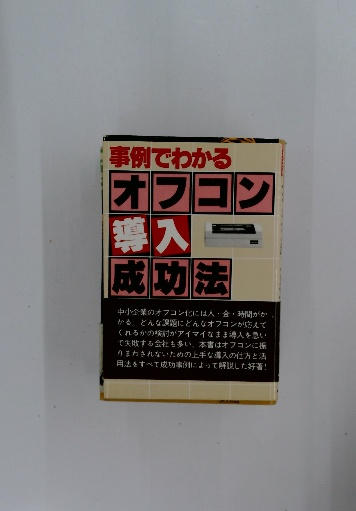 事例でわかる
オフコン
導入
成功法
中小企業のオフコン化には人・金・時間がか
かる。どんな課題にどんなオフコンが応えて
くれるかの検討がアイマイなまま導入を急い
で失敗する会社も多い。本書はオフコンに振
りまわされないための上手な導入の仕方と活
用法をすべて成功事例によって解説した好著!